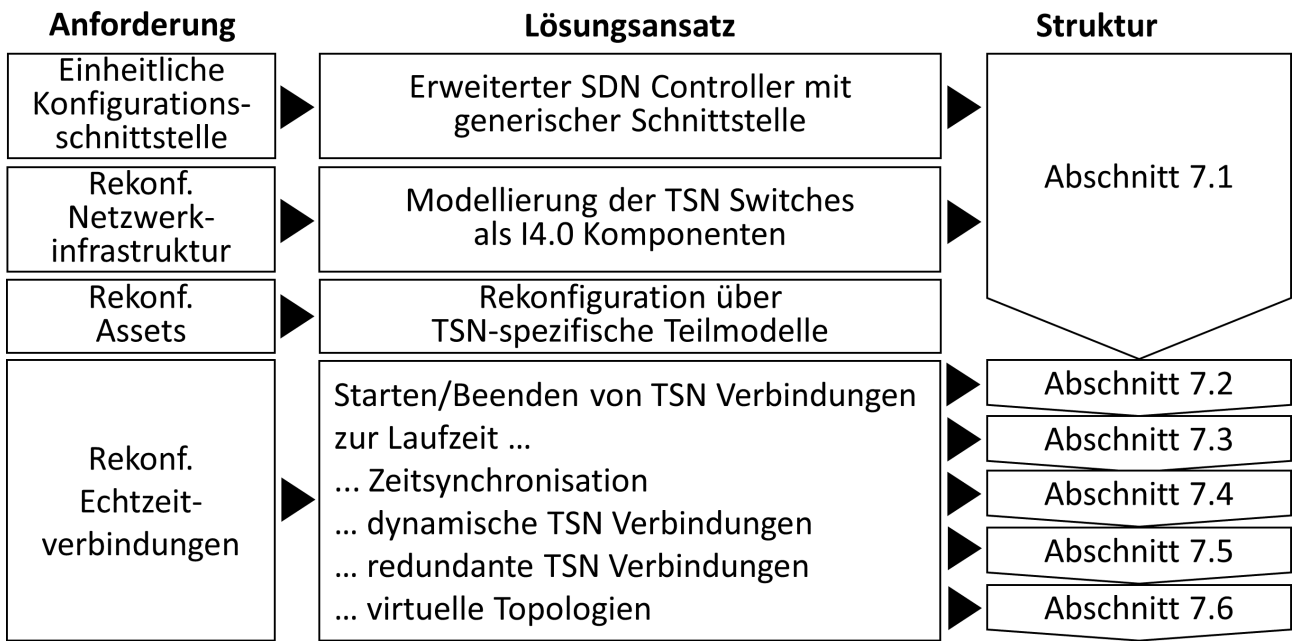 Anforderung
Lösungsansatz
Struktur
Einheitliche
Konfigurations-
schnittstelle
Erweiterter SDN Controller mit
generischer Schnittstelle
Abschnitt 7.1
Rekonf.
Netzwerk-
infrastruktur
Modellierung der TSN Switches
als I4.0 Komponenten
Rekonf.
Assets
Rekonfiguration über
TSN-spezifische Teilmodelle
Rekonf.
Echtzeit-
verbindungen
Starten/Beenden von TSN Verbindungen
zur Laufzeit ...
... Zeitsynchronisation
... dynamische TSN Verbindungen
... redundante TSN Verbindungen
... virtuelle Topologien
Abschnitt 7.2
Abschnitt 7.3
Abschnitt 7.4
Abschnitt 7.5
Abschnitt 7.6